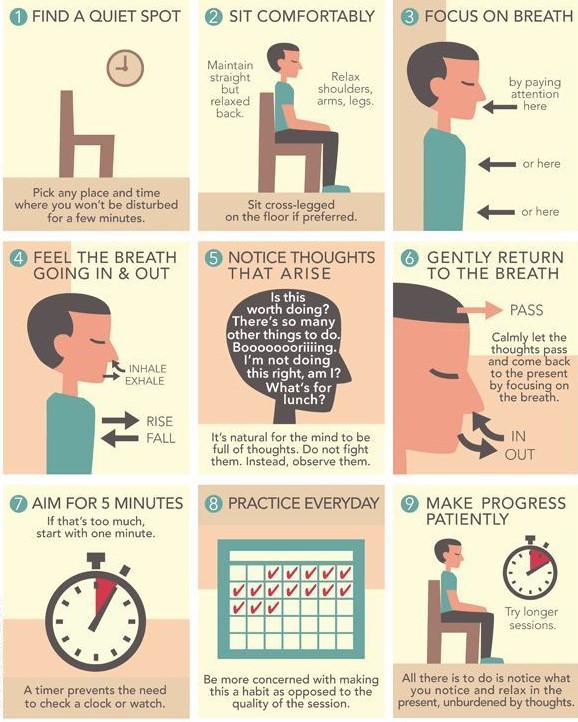 1 FIND A QUIET SPOT
Pick any place and time
where you won't be disturbed
for a few minutes.
2 SIT COMFORTABLY
Maintain
straight
but
relaxed
back.
Relax
shoulders,
arms, legs.
Sit cross-legged
on the floor if preferred.
3 FOCUS ON BREATH
by paying
attention
here
or here
or here
4 FEEL THE BREATH
GOING IN & OUT
INHALE
EXHALE
RISE
FALL
5 NOTICE THOUGHTS
THAT ARISE
Is this
worth doing?
There's so many
other things to do.
Booooooriiiing.
I'm not doing
this right, am I?
What's for
lunch?
It's natural for the mind to be
full of thoughts. Do not fight
them. Instead, observe them.
6 GENTLY RETURN
TO THE BREATH
PASS
Calmly let the
thoughts pass
and come back
to the present
by focusing on
the breath.
IN
OUT
7 AIM FOR 5 MINUTES
If that's too much,
start with one minute.
A timer prevents the need
to check a clock or watch.
8 PRACTICE EVERYDAY
Be more concerned with making
this a habit as opposed to the
quality of the session.
9 MAKE PROGRESS
PATIENTLY
Try longer
sessions.
All there is to do is notice what
you notice and relax in the
present, unburdened by thoughts.